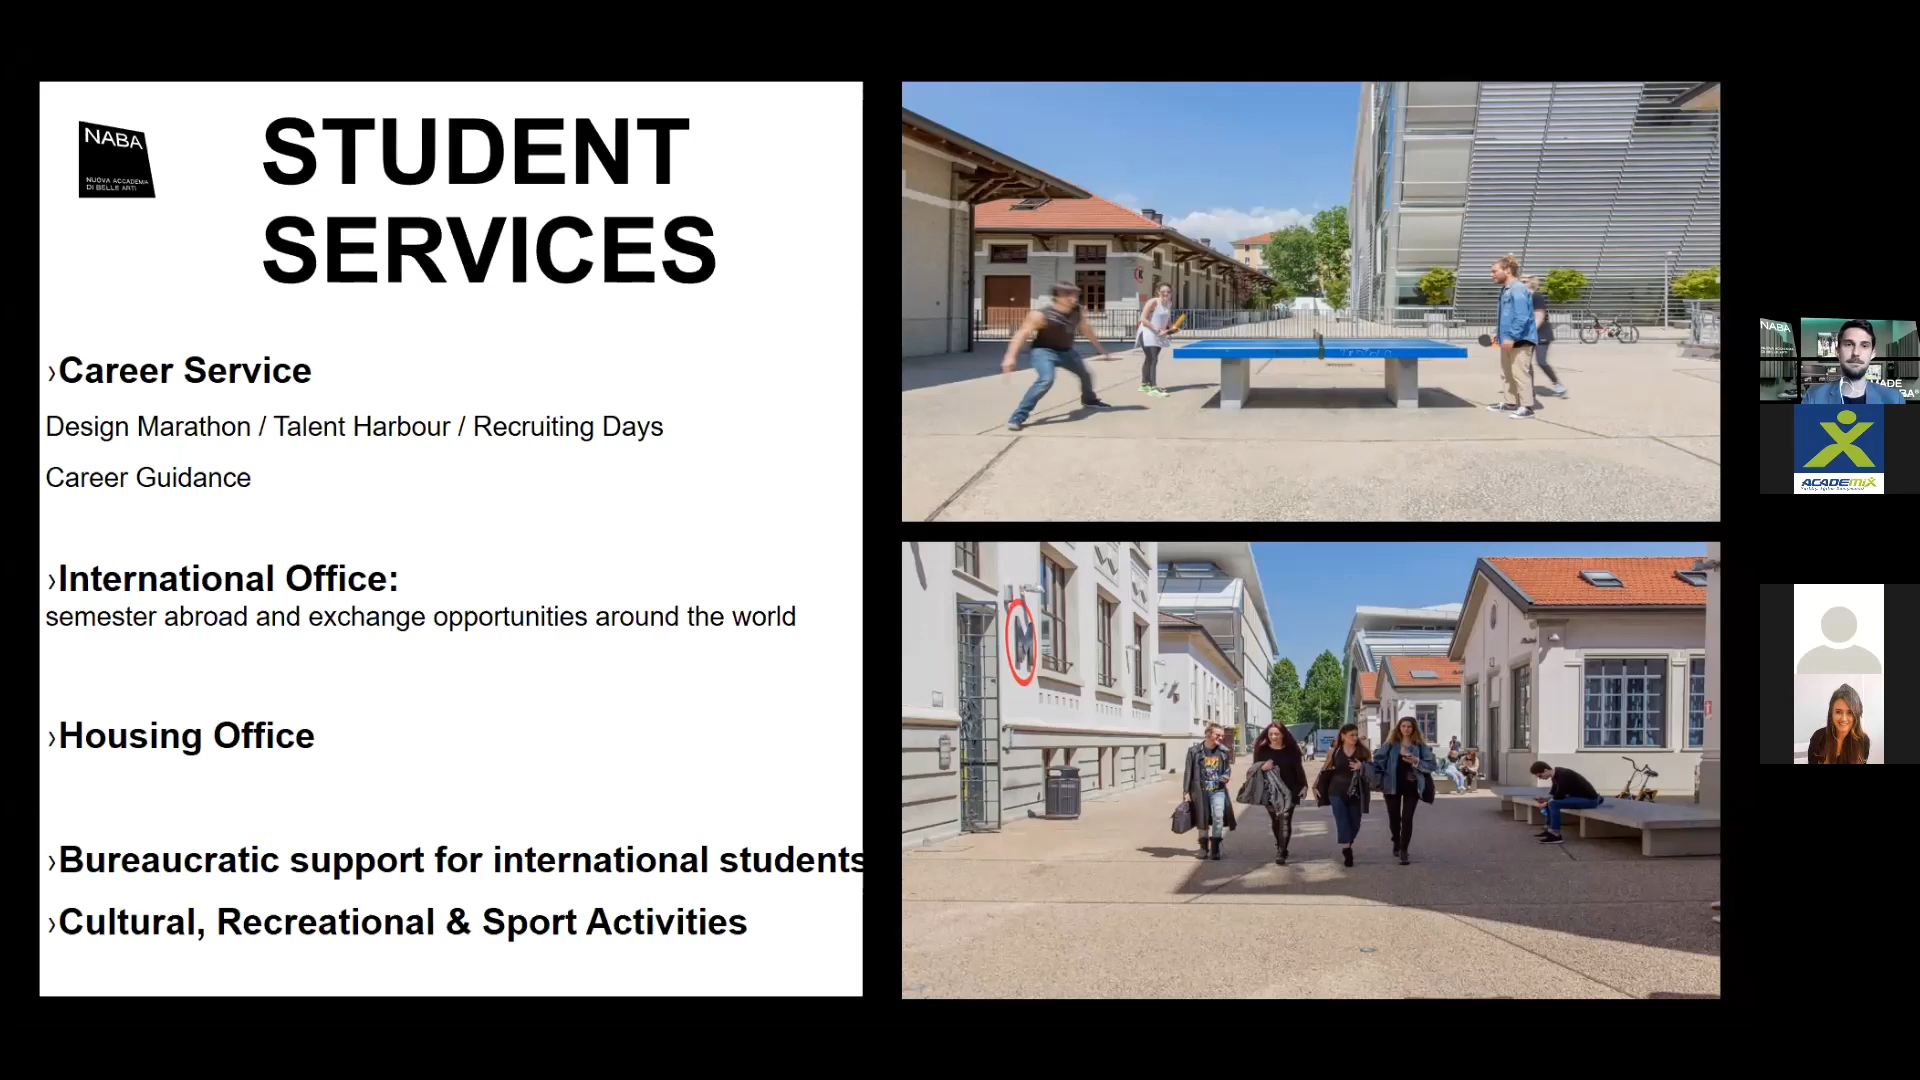 NABA
NUOVA ACCADEMIA
DI BELLE ARTI
STUDENT
SERVICES
›Career Service
Design Marathon / Talent Harbour / Recruiting Days
Career Guidance
›International Office:
semester abroad and exchange opportunities around the world
›Housing Office
›Bureaucratic support for international students
›Cultural, Recreational & Sport Activities
M
NABA
MADE
ACADEMIX